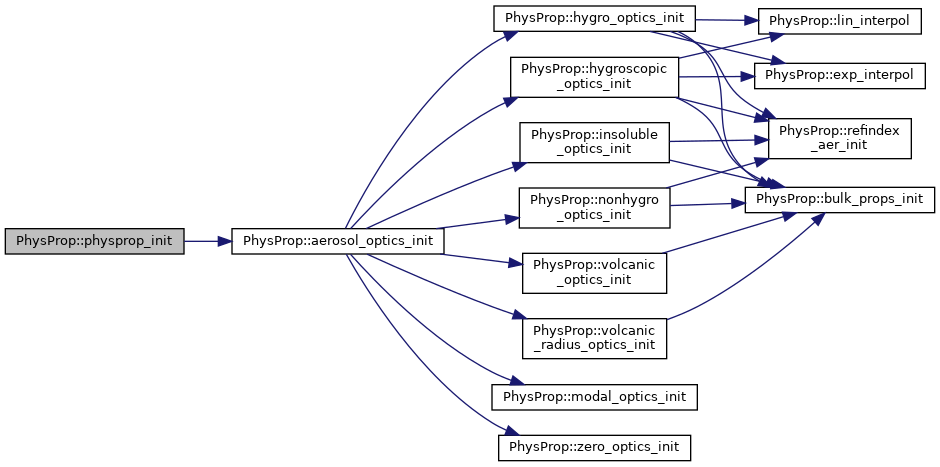 PhysProp::physprop_init
PhysProp::aerosol_optics_init
PhysProp::hygro_optics_init
PhysProp::hygroscopic
_optics_init
PhysProp::insoluble
_optics_init
PhysProp::nonhygro
_optics_init
PhysProp::volcanic
_optics_init
PhysProp::volcanic
_radius_optics_init
PhysProp::modal_optics_init
PhysProp::zero_optics_init
PhysProp::lin_interpol
PhysProp::exp_interpol
PhysProp::refindex
_aer_init
PhysProp::bulk_props_init